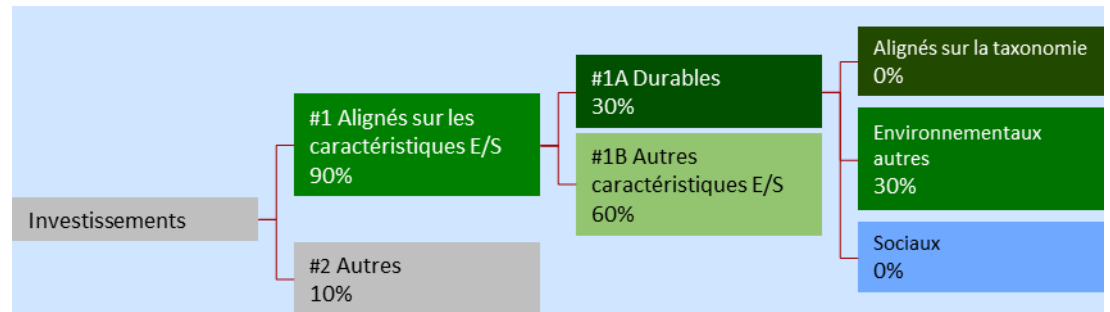 Investissements
#1 Alignés sur les
caractéristiques E/S
90%
#2 Autres
10%
#1A Durables
30%
#1B Autres
caractéristiques E/S
60%
Alignés sur la taxonomie
0%
Environnementaux
autres
30%
Sociaux
0%